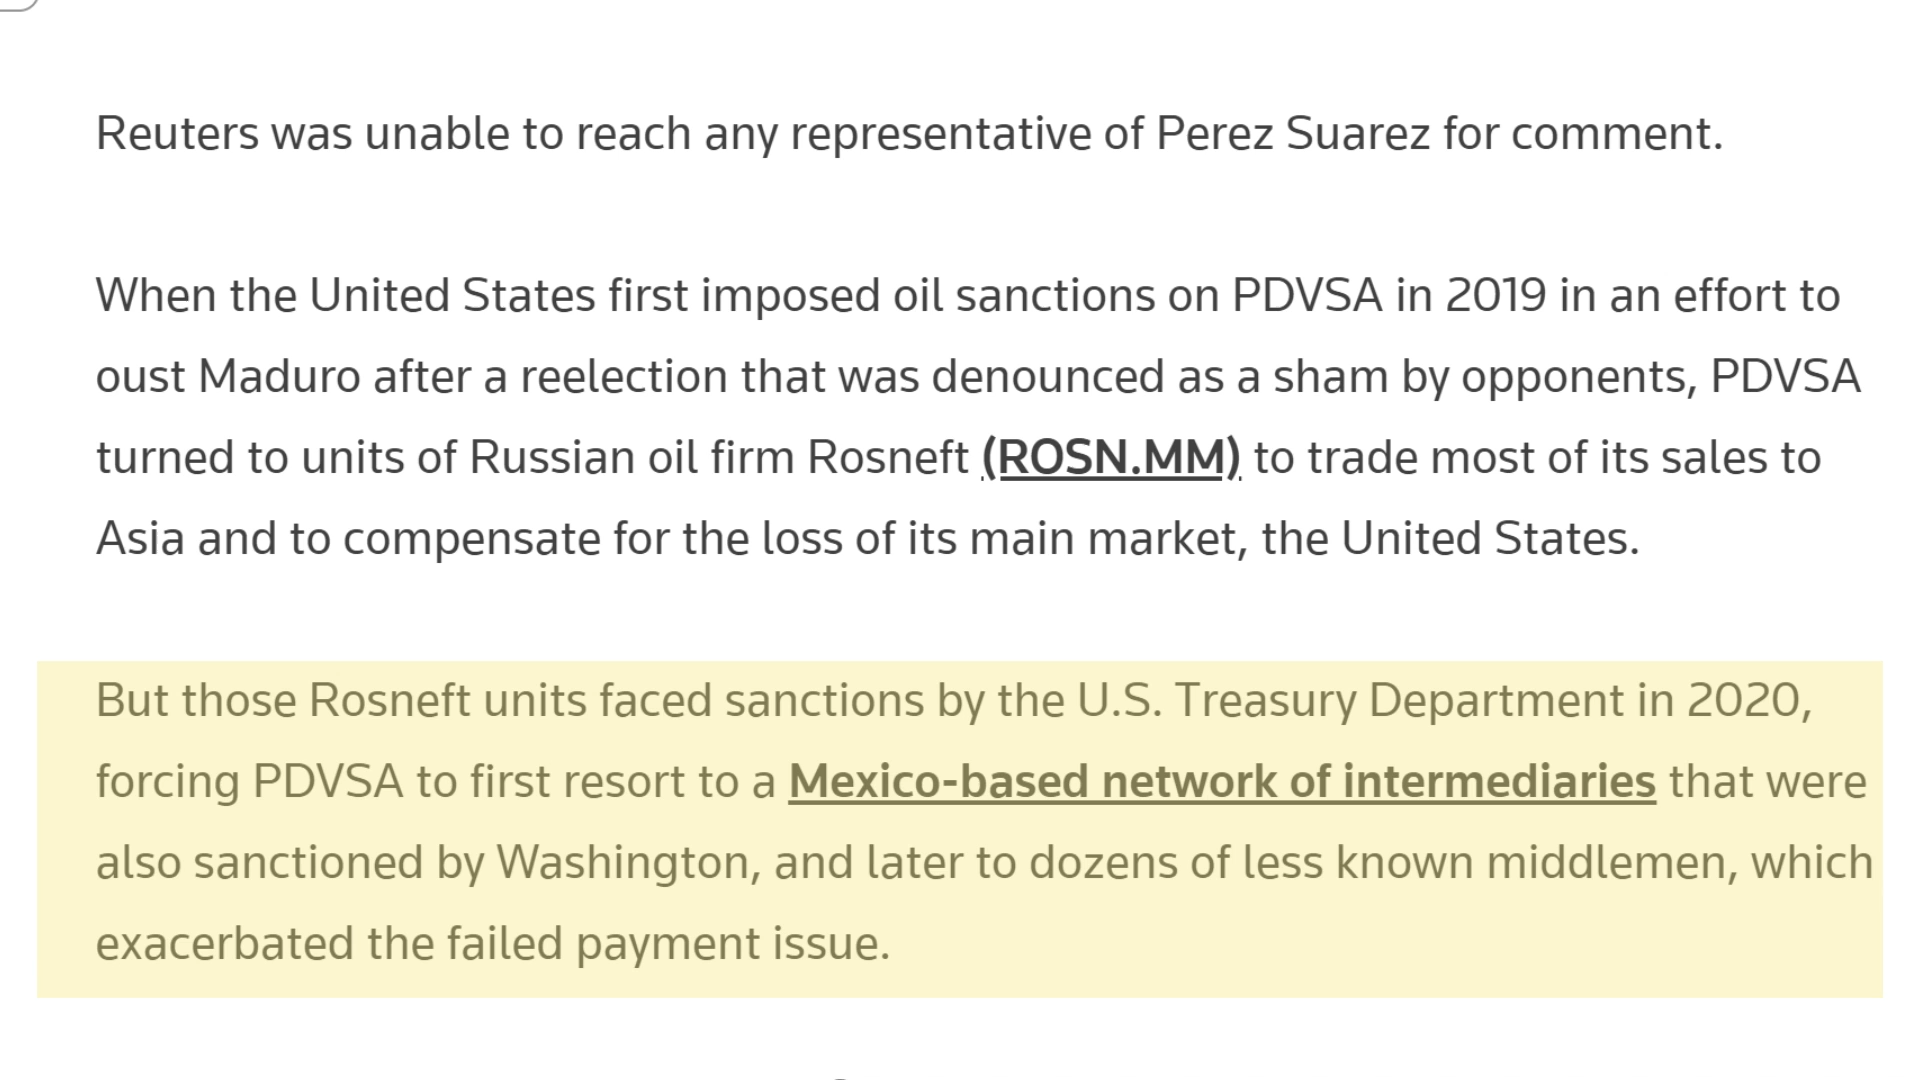 Reuters was unable to reach any representative of Perez Suarez for comment.
When the United States first imposed oil sanctions on PDVSA in 2019 in an effort to
oust Maduro after a reelection that was denounced as a sham by opponents, PDVSA
turned to units of Russian oil firm Rosneft (ROSN.MM) to trade most of its sales to
Asia and to compensate for the loss of its main market, the United States.
But those Rosneft units faced sanctions by the U.S. Treasury Department in 2020,
forcing PDVSA to first resort to a Mexico-based network of intermediaries that were
also sanctioned by Washington, and later to dozens of less known middlemen, which
exacerbated the failed payment issue.